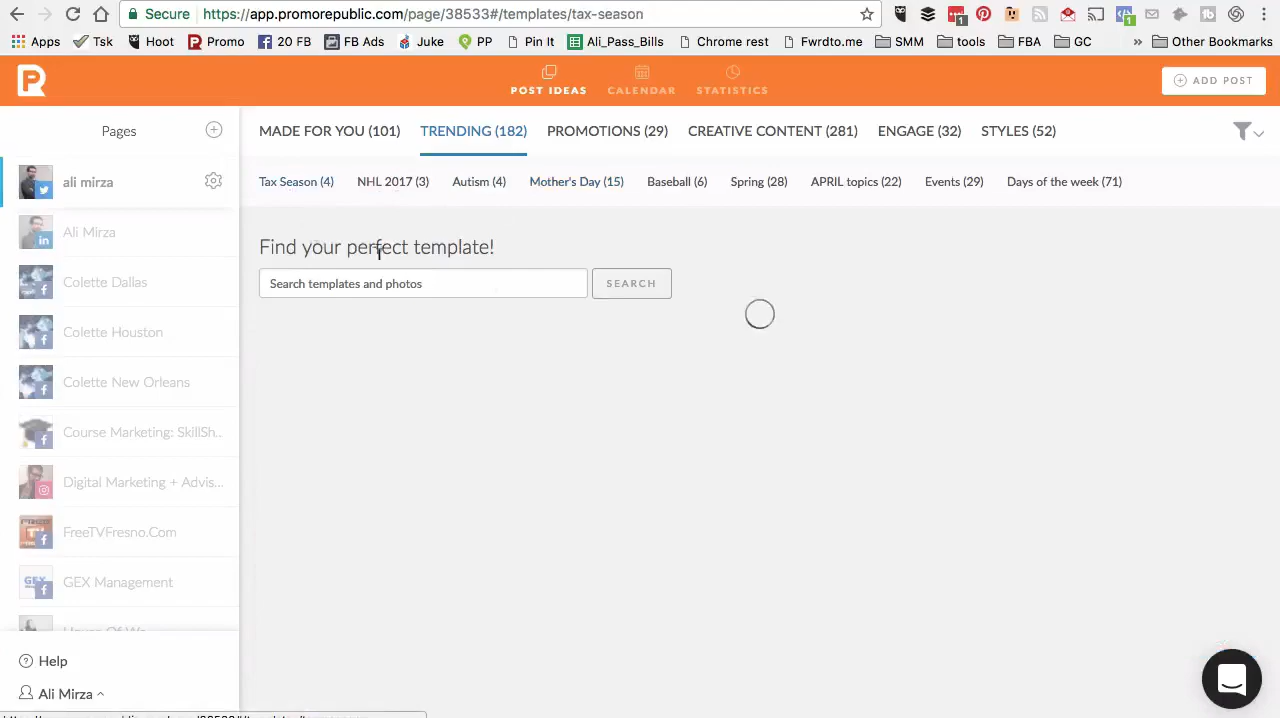 Secure https://app.promorepublic.com/page/38533#/templates/tax-season
Apps Tsk Hoot Promo 20 FB FB Ads Juke PP Pin It Ali_Pass_Bills Chrome rest Fwrdto.me SMM tools FBA GC » Other Bookmarks
POST IDEAS CALENDAR STATISTICS
ADD POST
Pages
MADE FOR YOU (101) TRENDING (182) PROMOTIONS (29) CREATIVE CONTENT (281) ENGAGE (32) STYLES (52)
ali mirza
Tax Season (4) NHL 2017 (3) Autism (4) Mother's Day (15) Baseball (6) Spring (28) APRIL topics (22) Events (29) Days of the week (71)
Ali Mirza
Find your perfect template!
Colette Dallas
Search templates and photos SEARCH
Colette Houston
Colette New Orleans
Course Marketing: SkillSh..
Digital Marketing + Advis...
FreeTVFresno.Com
GEX Management
Help
Ali Mirza